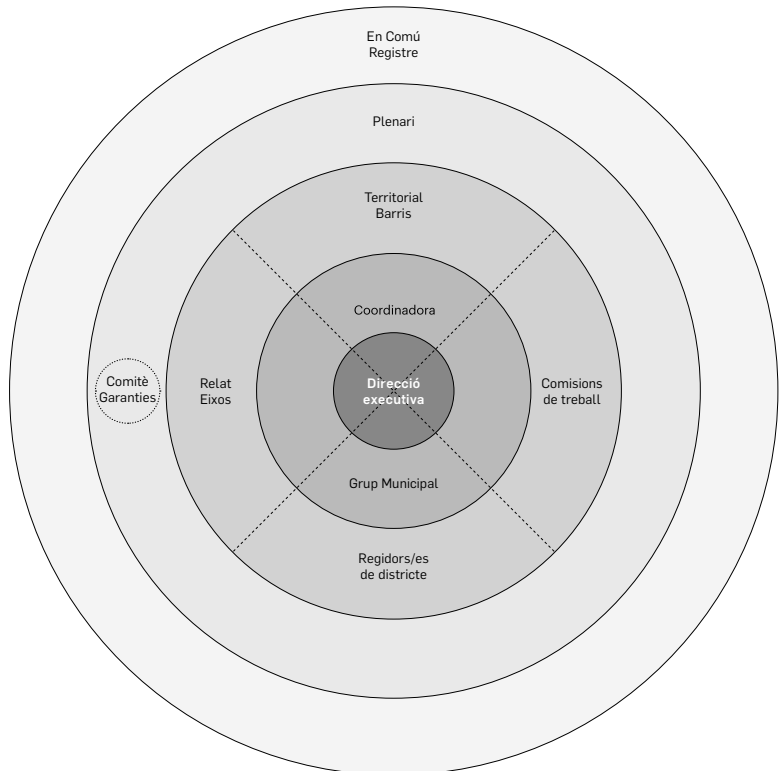 En Comú
Registre
Plenari
Territorial
Barris
Coordinadora
Comitè
Garanties
Relat
Eixos
Direcció
executiva
Comisions
de treball
Grup Municipal
Regidors/es
de districte